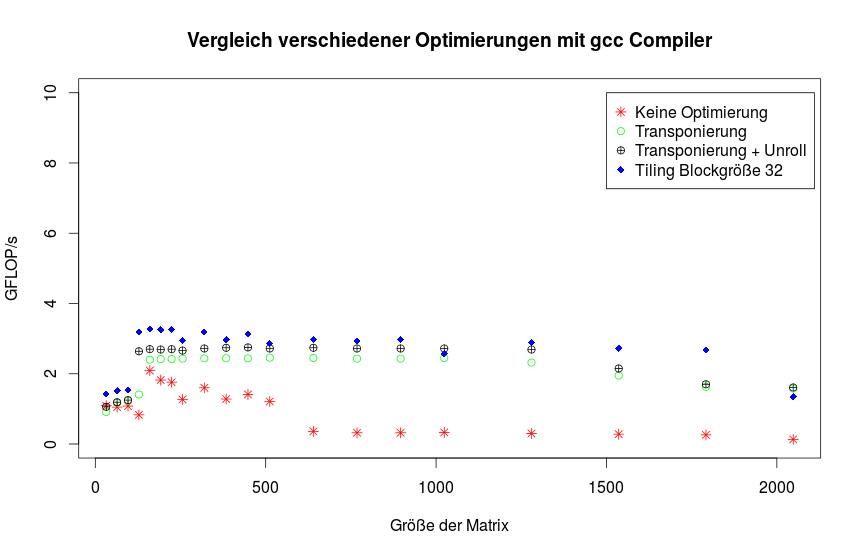 Vergleich verschiedener Optimierungen mit gcc Compiler
10
8
6
4
2
0
GFLOP/s
Keine Optimierung
Transponierung
Transponierung + Unroll
Tiling Blockgröße 32
0 500 1000 1500 2000
Größe der Matrix